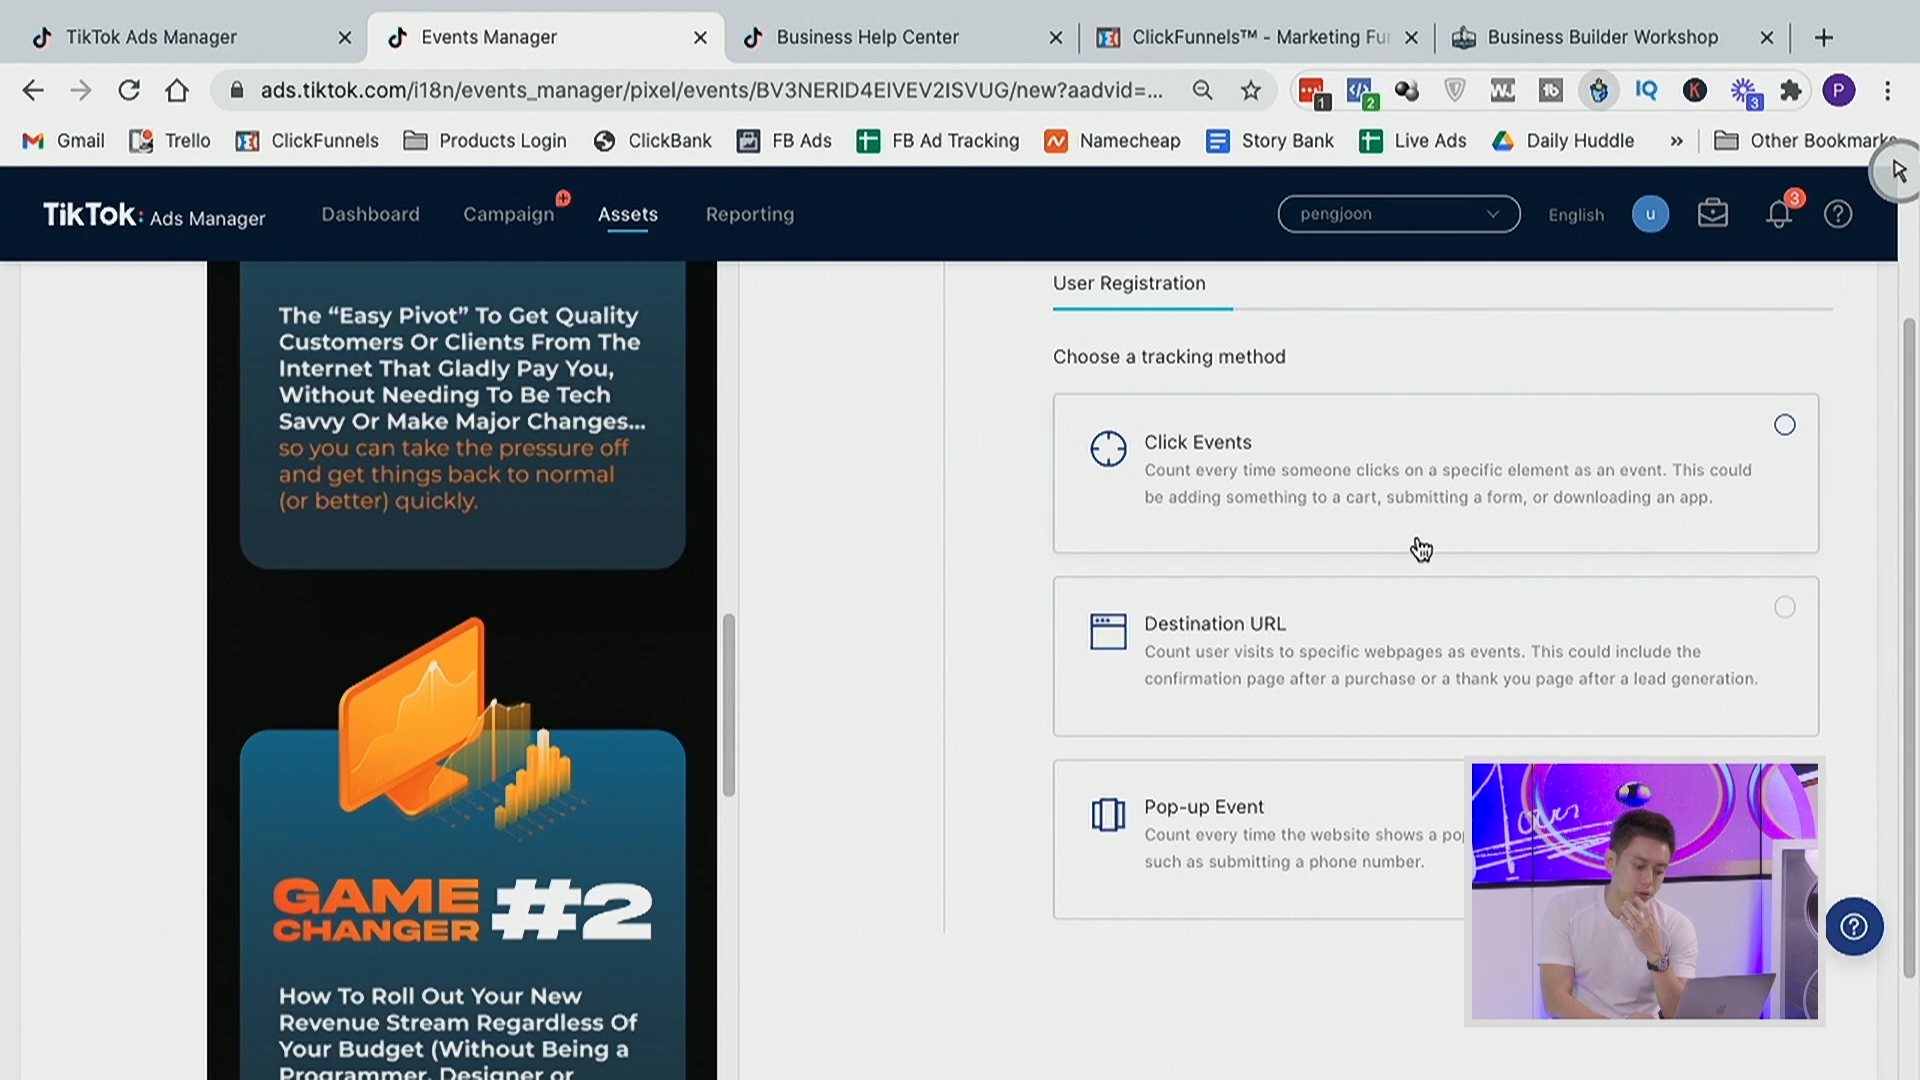 TikTok Ads Manager
Events Manager
Business Help Center
ClickFunnels™ - Marketing Fu
Business Builder Workshop
ads.tiktok.com/i18n/events_manager/pixel/events/BV3NERID4EIVEV2ISVUG/new?aadvid=...
1
2
IQ
K
3
P
Gmail
Trello
ClickFunnels
Products Login
ClickBank
FB Ads
FB Ad Tracking
Namecheap
Story Bank
Live Ads
Daily Huddle
»
Other Bookmarks
TikTok: Ads Manager
Dashboard
Campaign
Assets
Reporting
pengjoon
English
u
3
The “Easy Pivot” To Get Quality
Customers Or Clients From The
Internet That Gladly Pay You,
Without Needing To Be Tech
Savvy Or Make Major Changes...
so you can take the pressure off
and get things back to normal
(or better) quickly.
GAME
CHANGER #2
How To Roll Out Your New
Revenue Stream Regardless Of
Your Budget (Without Being a
Programmer, Designer or
User Registration
Choose a tracking method
Click Events
Count every time someone clicks on a specific element as an event. This could
be adding something to a cart, submitting a form, or downloading an app.
Destination URL
Count user visits to specific webpages as events. This could include the
confirmation page after a purchase or a thank you page after a lead generation.
Pop-up Event
Count every time the website shows a pop
such as submitting a phone number.